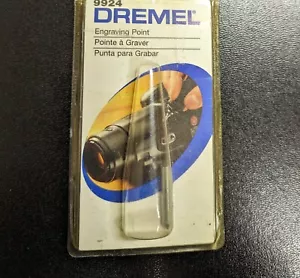 9924
DREMEL
Engraving Point
Pointe à Graver
Punta para Grabar